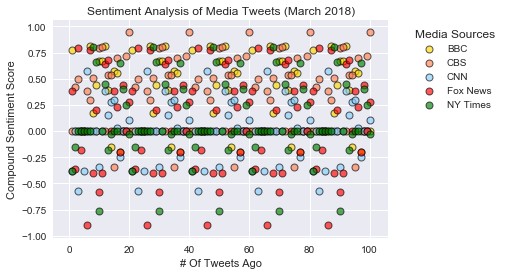 Sentiment Analysis of Media Tweets (March 2018)
Compound Sentiment Score
1.00
0.75
0.50
0.25
0.00
−0.25
−0.50
−0.75
−1.00
0
20
40
60
80
100
# Of Tweets Ago
Media Sources
BBC
CBS
CNN
Fox News
NY Times